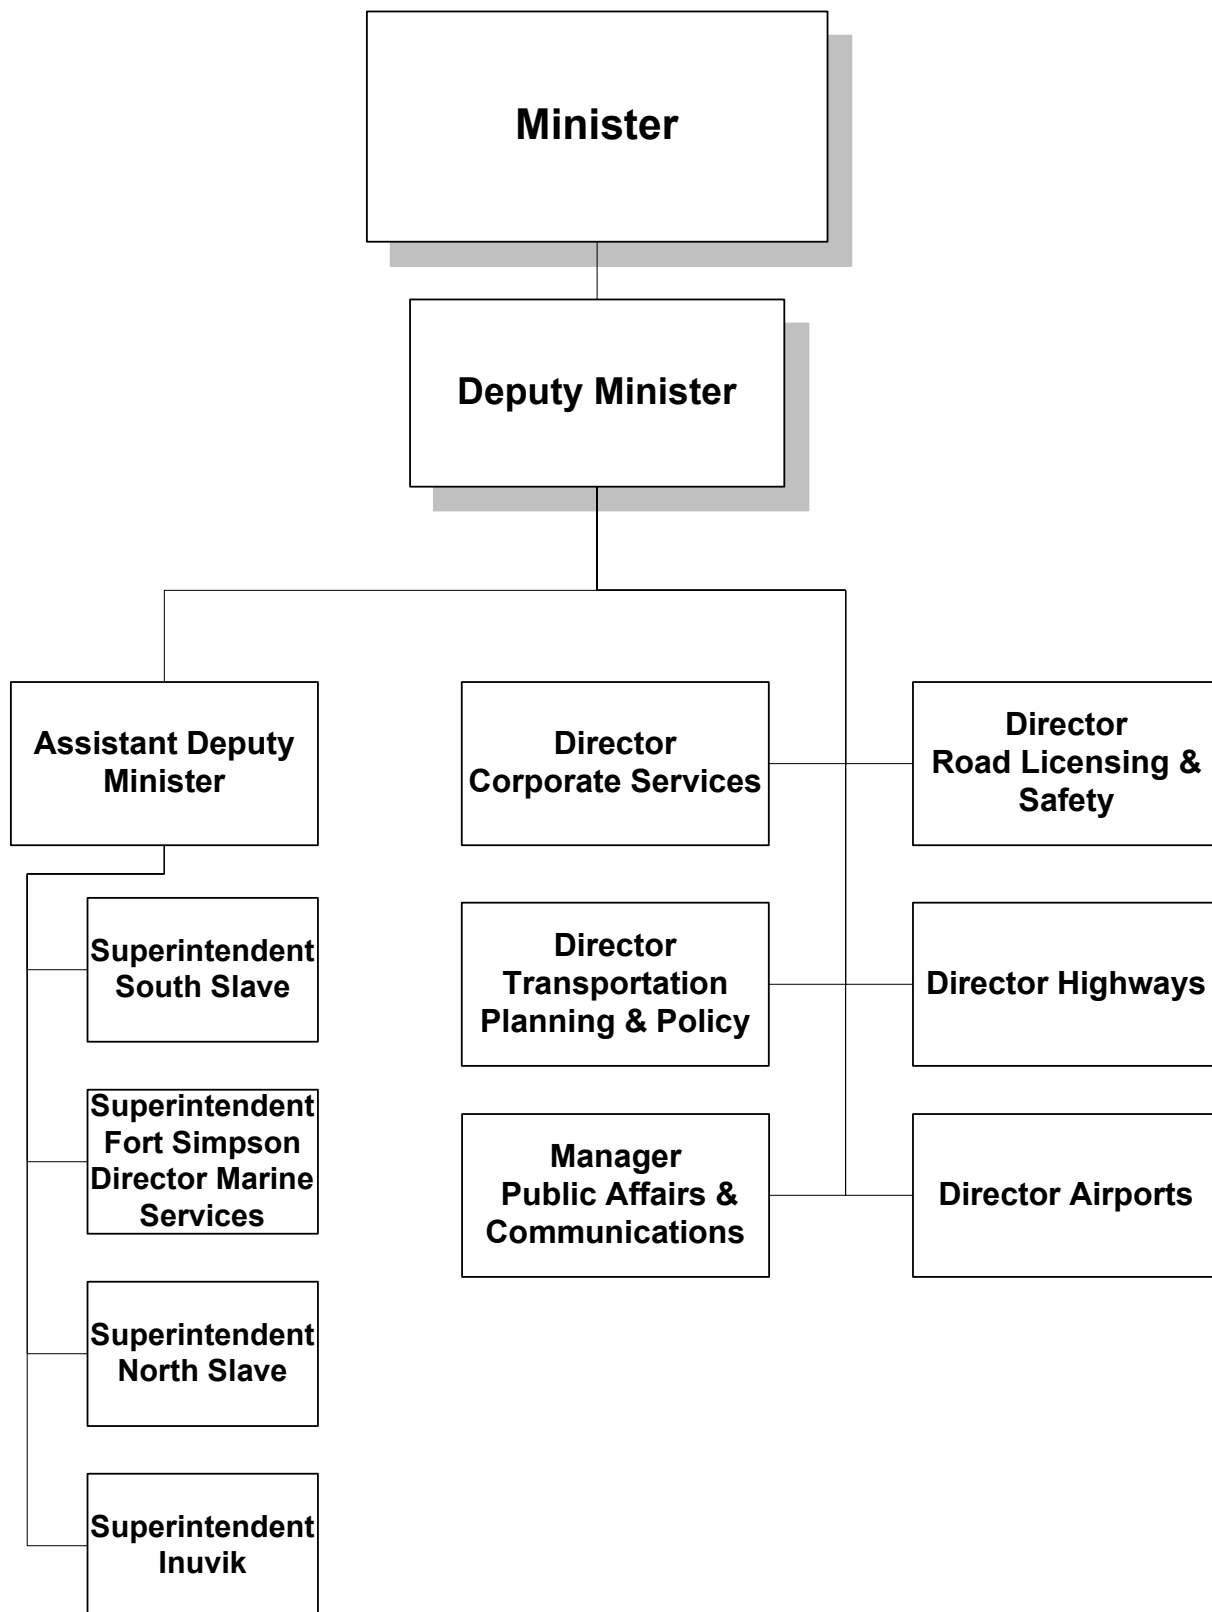 Minister
Deputy Minister
Assistant Deputy
Minister
Director
Corporate Services
Director
Road Licensing &
Safety
Superintendent
South Slave
Director
Transportation
Planning & Policy
Director Highways
Superintendent
Fort Simpson
Director Marine
Services
Manager
Public Affairs &
Communications
Director Airports
Superintendent
North Slave
Superintendent
Inuvik